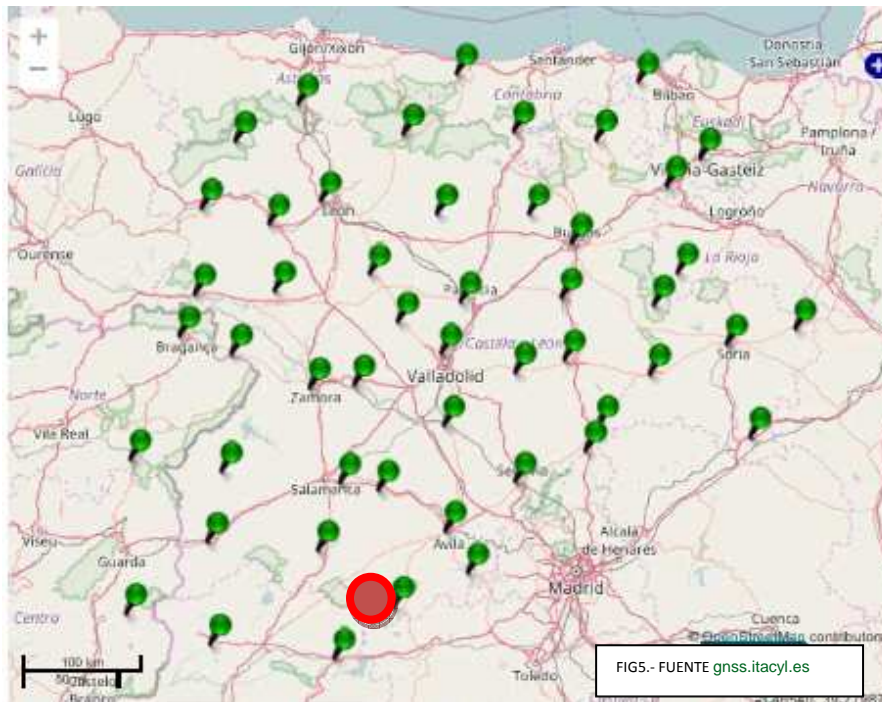 +
−
Gijón/Xixón
Santander
Donostia
San Sebastián
Asturias
Cantabria
Bilbao
Lugo
Euskadi
Pamplona /
Iruña
Galicia
Vitoria-Gasteiz
Navarra
León
Logroño
Ourense
Burgos
La Rioja
Palencia
Bragança
Castilla y León
Soria
Valladolid
Norte
Zamora
Vila Real
Segovia
Salamanca
Viseu
Alcalá
de Henares
Guarda
Ávila
Madrid
Centro
Cuenca
© OpenStreetMap contributors
100 km
Toledo
FIG5.- FUENTE gnss.itacyl.es
Castelo
Branco